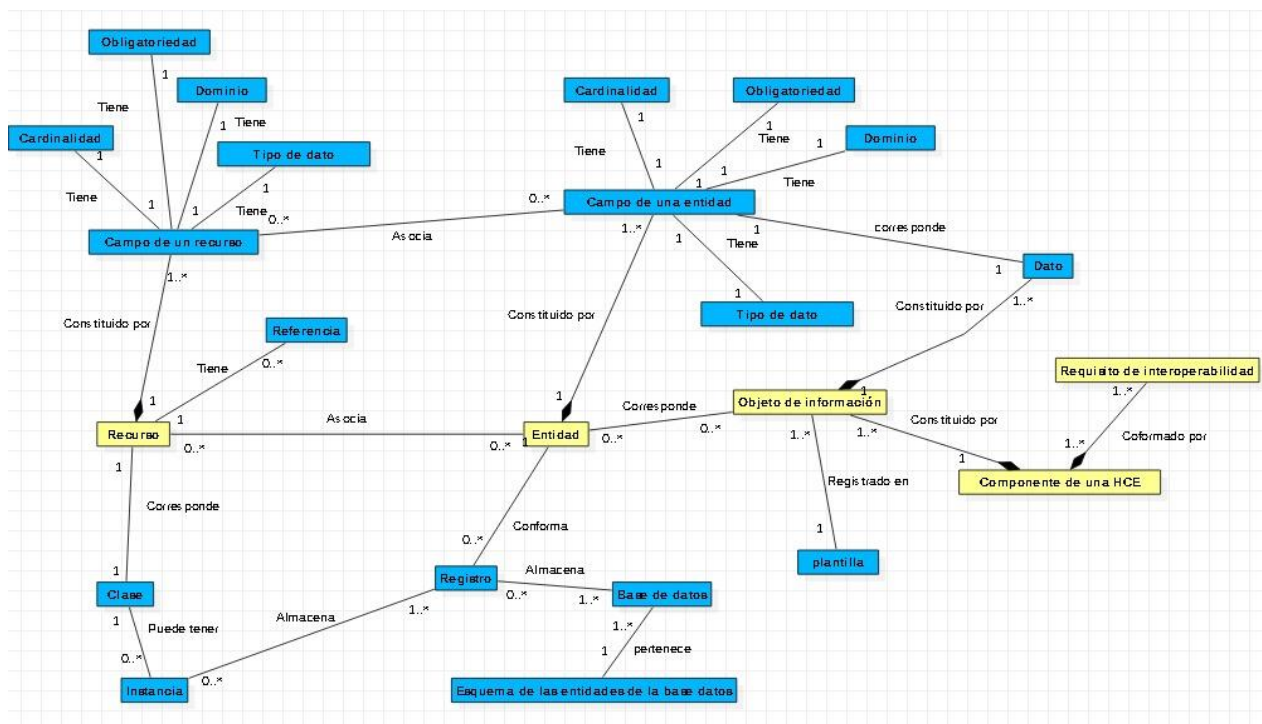 Obligatoriedad
1
Dominio
Cardinalidad
Obligatoriedad
Tiene
1
Tiene
1
1
Cardinalidad
1
Tipo de dato
Tiene
Tiene
1
Dominio
1
1
1
Tiene
Tiene
1
1
Tiene
1
1
Tiene
0..*
0..*
Campo de una entidad
Campo de un recurso
Asocia
1..*
1
Tiene
1
corresponde
1
Dato
1..*
1..*
Constituido por
Referencia
0..*
Tiene
Constituido por
1
Tipo de dato
Constituido por
Requisito de interoperabilidad
1..*
1
1
1
1
Objeto de información
Recurso
0..*
Asocia
0..*
1
Entidad
0..*
Corresponde
0..*
1..*
1..*
Constituido por
1
Coformado por
1..*
Componente de una HCE
1
Corresponde
1
Conforma
0..*
Registrado en
1
plantilla
Clase
1
Registro
Almacena
0..*
1..*
Base de datos
Puede tener
0..*
Almacena
1..*
1..*
1
pertenece
Instancia
0..*
Esquema de las entidades de la base datos